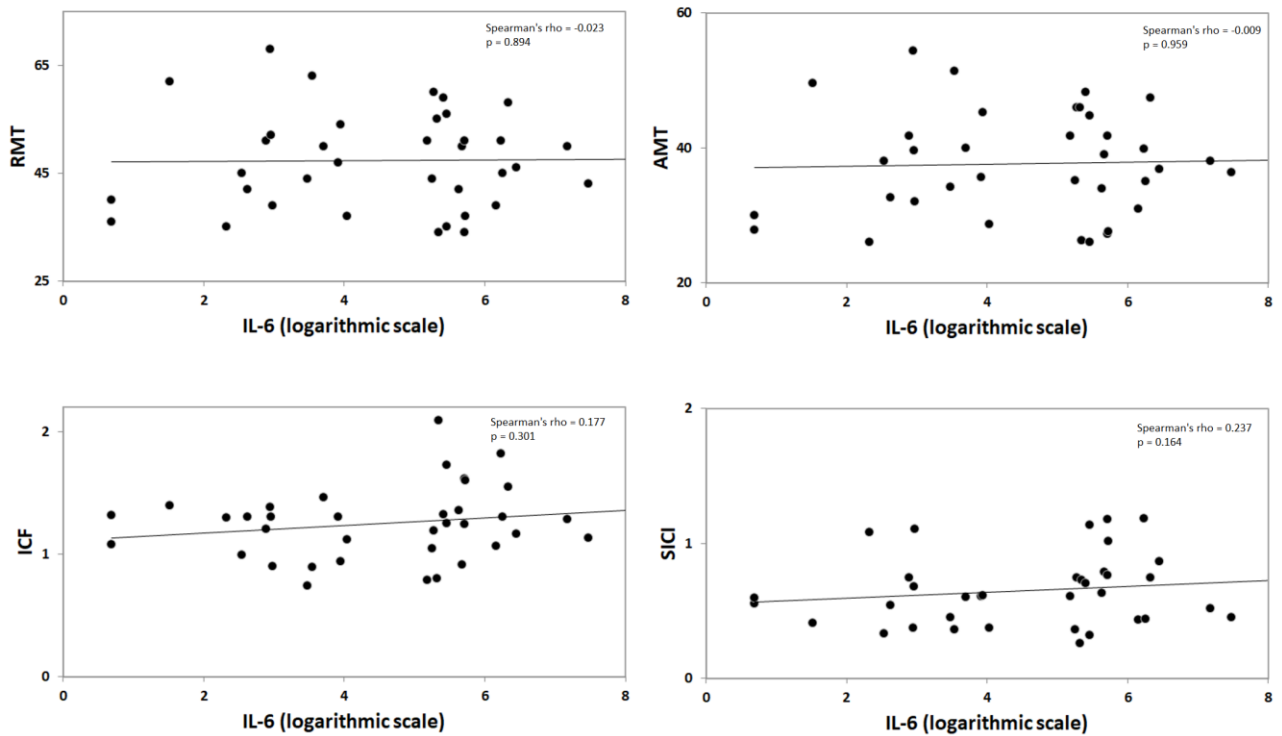 Spearman's rho = -0.023
p = 0.894
RMT
65
45
25
0 2 4 6 8
IL-6 (logarithmic scale)
Spearman's rho = -0.009
p = 0.959
AMT
60
40
20
0 2 4 6 8
IL-6 (logarithmic scale)
Spearman's rho = 0.177
p = 0.301
ICF
2
1
0
0 2 4 6 8
IL-6 (logarithmic scale)
Spearman's rho = 0.237
p = 0.164
SICI
2
1
0
0 2 4 6 8
IL-6 (logarithmic scale)